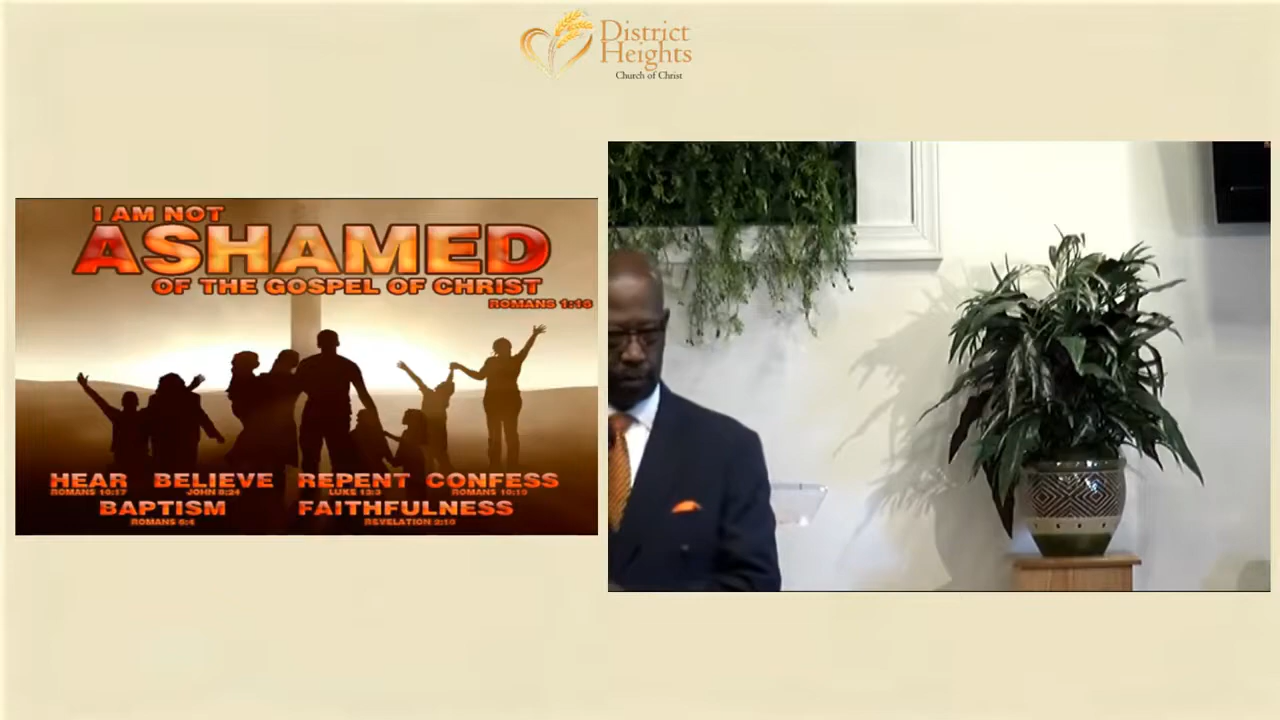 District
Heights
Church of Christ
I AM NOT
ASHAMED
OF THE GOSPEL OF CHRIST
ROMANS 1:16
HEAR BELIEVE REPENT CONFESS
ROMANS 10:17 JOHN 8:24 LUKE 13:3 ROMANS 10:10
BAPTISM FAITHFULNESS
ROMANS 6:4 REVELATION 2:10